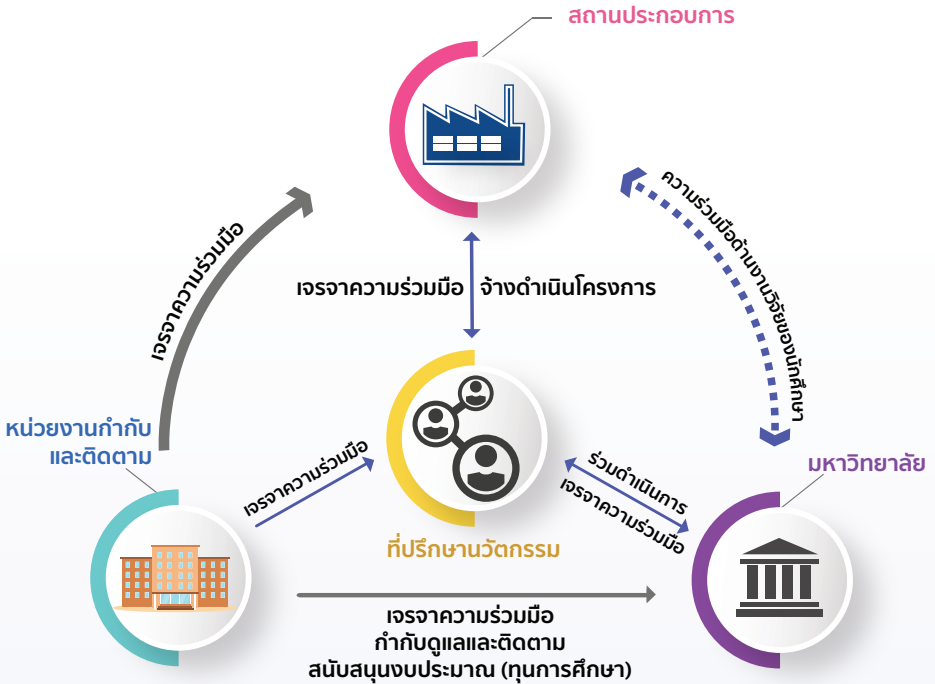 สถานประกอบการ
เจรจาความร่วมมือ
ความร่วมมือด้านงานวิจัยของนักศึกษา
เจรจาความร่วมมือ จ้างดำเนินโครงการ
หน่วยงานกำกับ
และติดตาม
มหาวิทยาลัย
เจรจาความร่วมมือ
ร่วมดำเนินการ
เจรจาความร่วมมือ
ที่ปรึกษานวัตกรรม
เจรจาความร่วมมือ
กำกับดูแลและติดตาม
สนับสนุนงบประมาณ (ทุนการศึกษา)